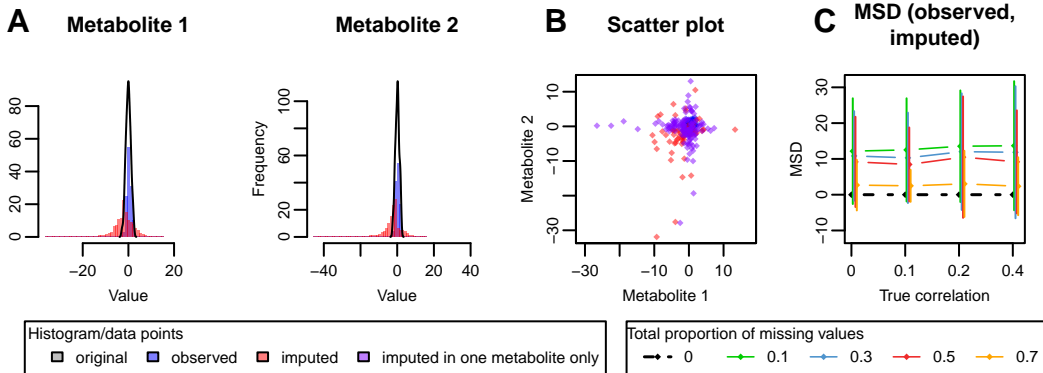 A
Metabolite 1
Metabolite 2
B
Scatter plot
C
MSD (observed,
imputed)
0 20 40 60 80
−20 0 20
Value
Frequency
0 20 60 100
−40 −20 0 20 40
Value
Metabolite 2
−30 −10 0 10
−30 −10 0 10
Metabolite 1
MSD
−10 0 10 20 30
0 0.1 0.2 0.4
True correlation
Histogram/data points
original observed imputed imputed in one metabolite only
Total proportion of missing values
0 0.1 0.3 0.5 0.7